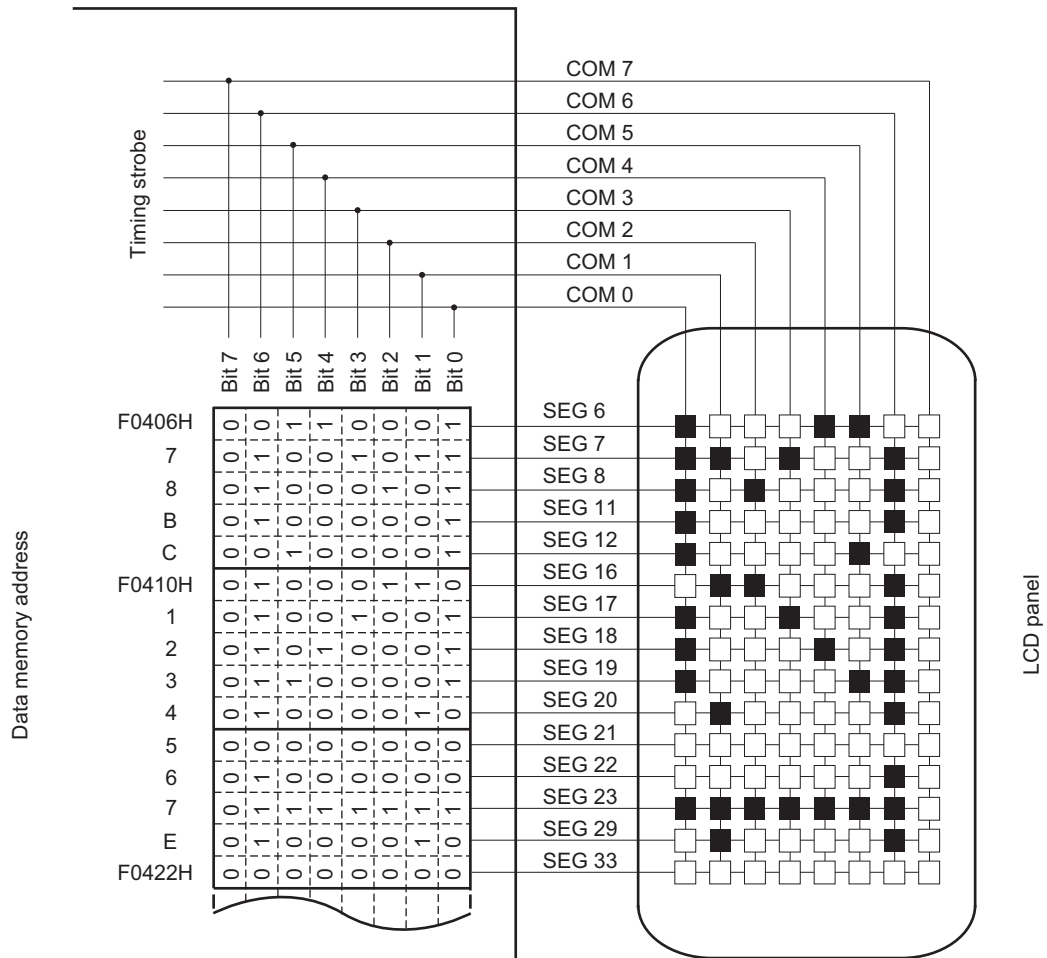 COM 7
COM 6
COM 5
COM 4
COM 3
COM 2
COM 1
COM 0
Timing strobe
Bit 7 Bit 6 Bit 5 Bit 4 Bit 3 Bit 2 Bit 1 Bit 0
Data memory address
LCD panel
F0406H 0 0 1 1 0 0 0 1 SEG 6
7 0 1 0 0 1 0 1 1 SEG 7
8 0 1 0 0 0 1 0 1 SEG 8
B 0 1 0 0 0 0 0 1 SEG 11
C 0 0 1 0 0 0 0 1 SEG 12
F0410H 0 1 0 0 0 1 1 0 SEG 16
1 0 1 0 0 1 0 0 1 SEG 17
2 0 1 0 1 0 0 0 1 SEG 18
3 0 1 1 0 0 0 0 1 SEG 19
4 0 1 0 0 0 0 1 0 SEG 20
5 0 0 0 0 0 0 0 0 SEG 21
6 0 1 0 0 0 0 0 0 SEG 22
7 0 1 1 1 1 1 1 1 SEG 23
E 0 1 0 0 0 0 1 0 SEG 29
F0422H 0 0 0 0 0 0 0 0 SEG 33